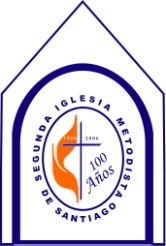 SEGUNDA IGLESIA METODISTA
DE SANTIAGO
1906 2006
100
Años